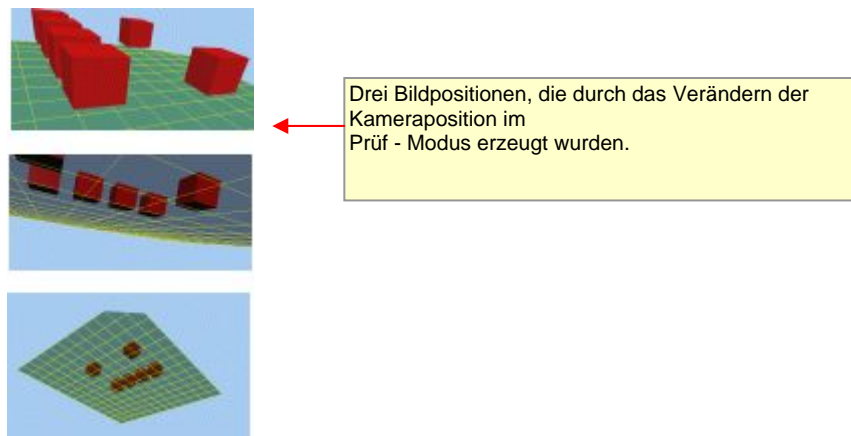 Drei Bildpositionen, die durch das Verändern der
Kameraposition im
Prüf - Modus erzeugt wurden.